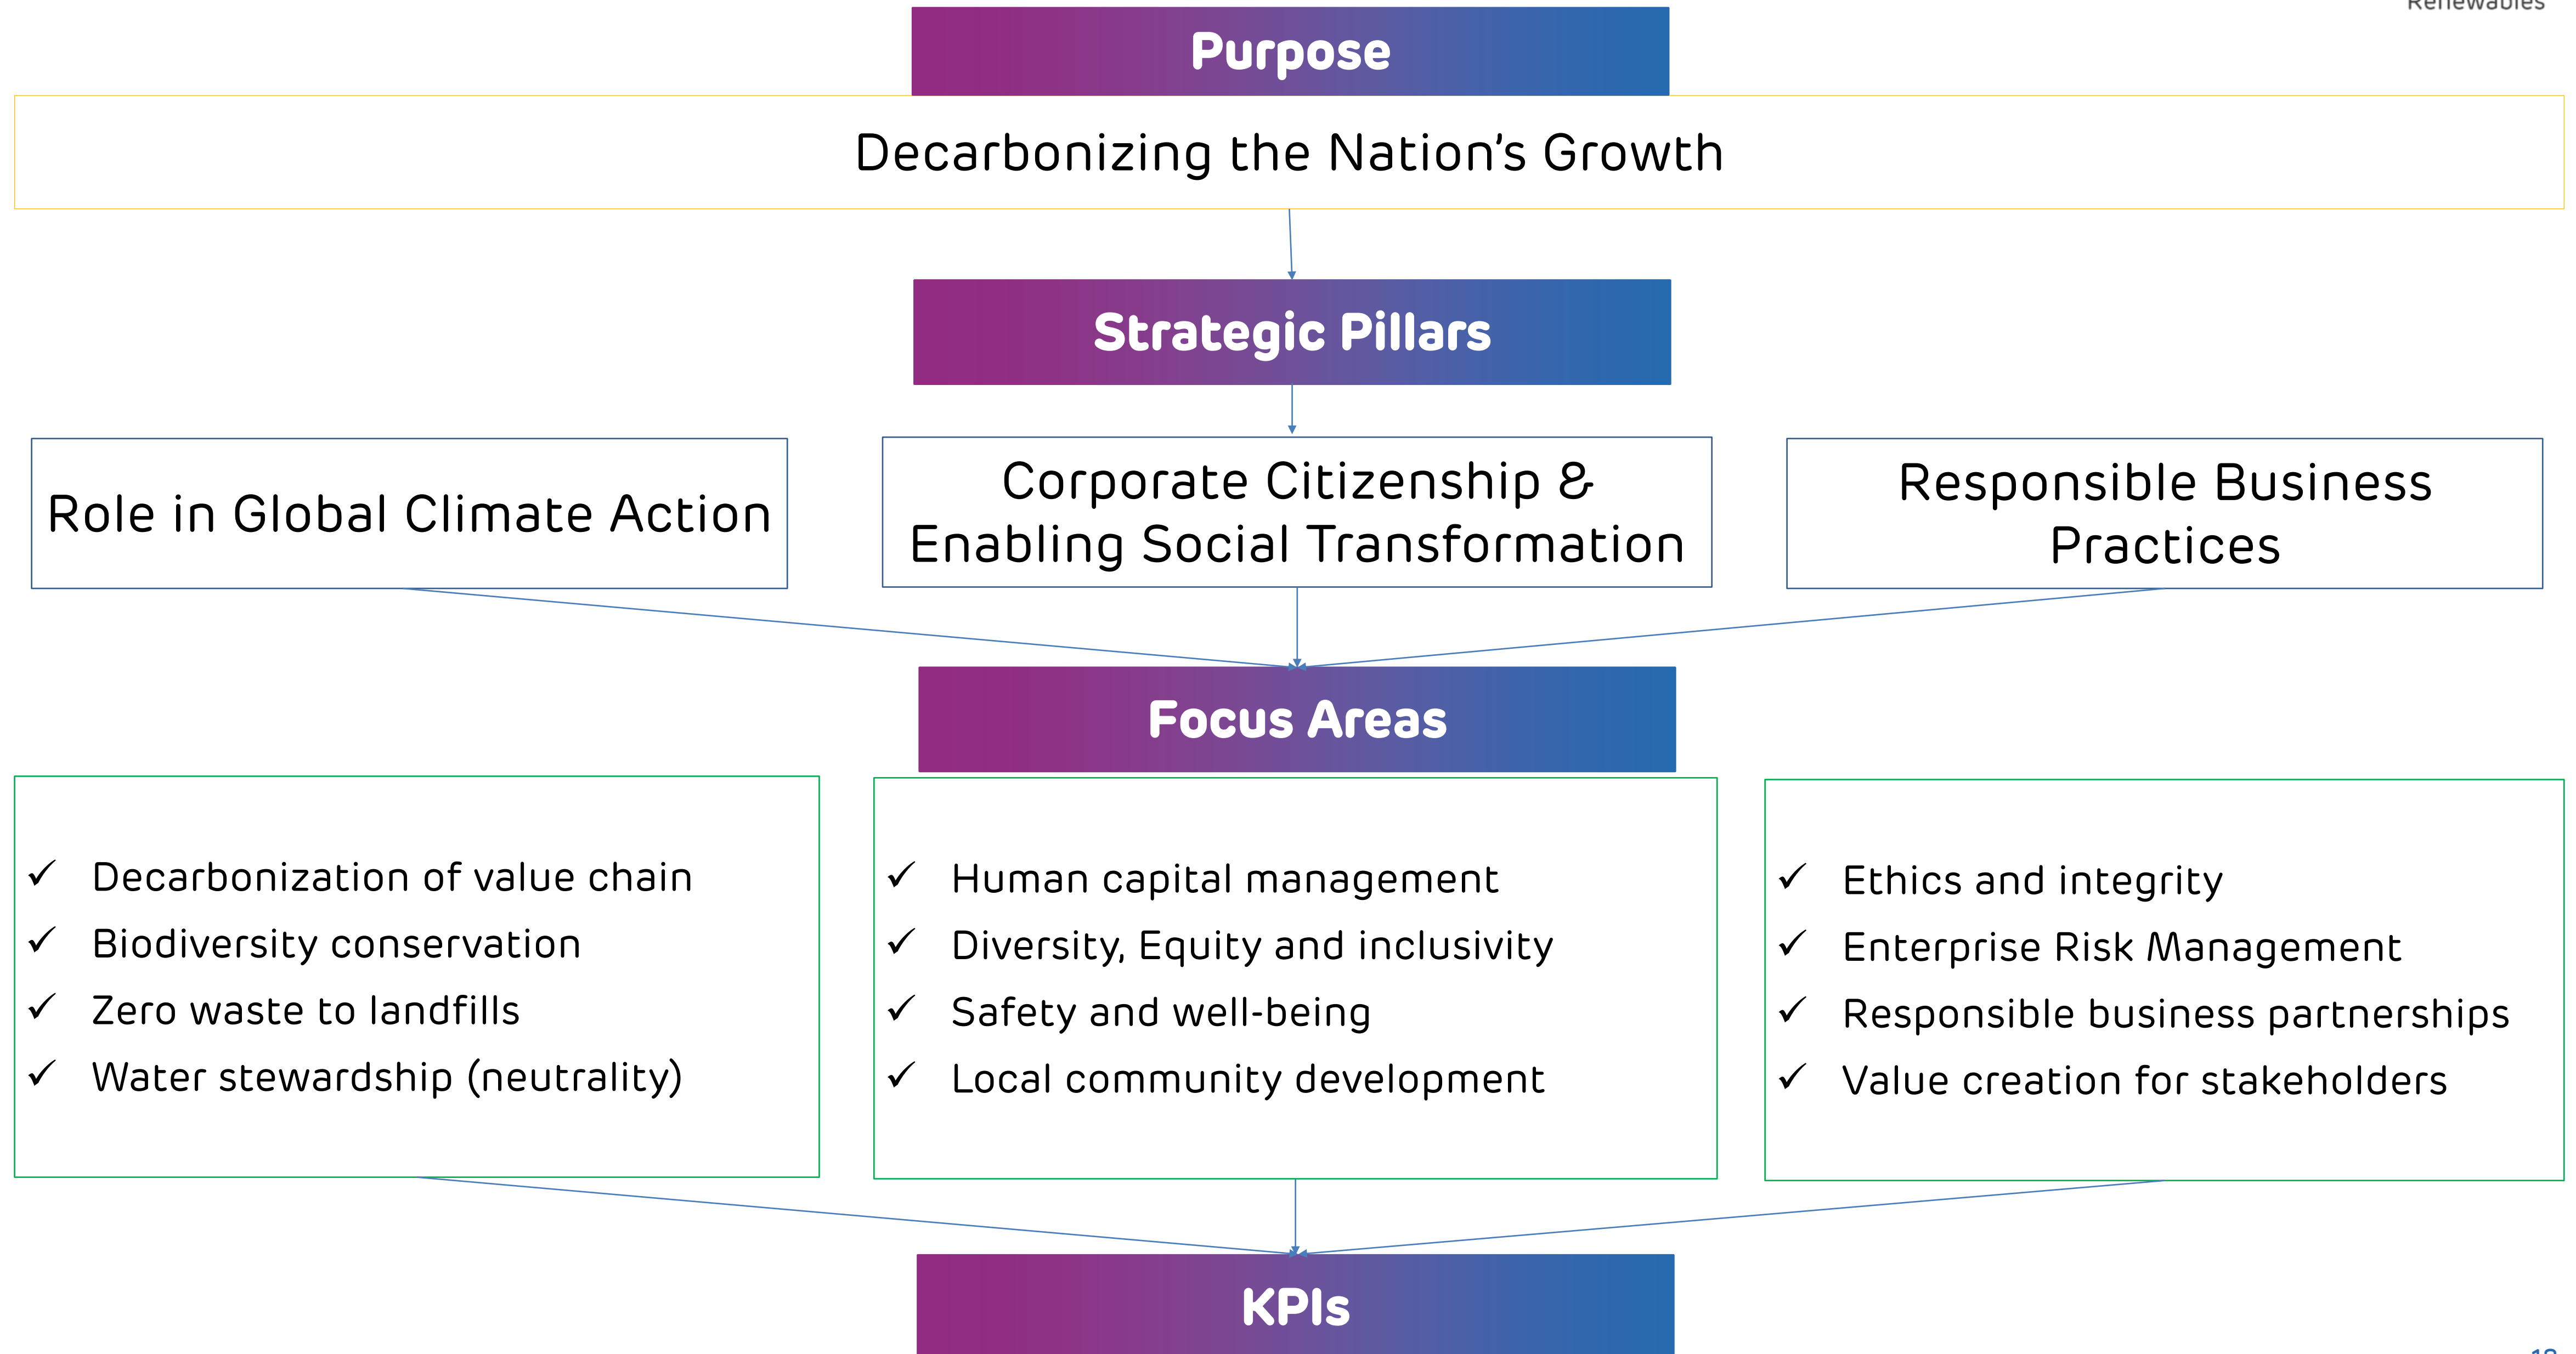 Renewables
Purpose
Decarbonizing the Nation's Growth
Strategic Pillars
Role in Global Climate Action
Corporate Citizenship &
Enabling Social Transformation
Responsible Business
Practices
Focus Areas
✓ Decarbonization of value chain
✓ Biodiversity conservation
✓ Zero waste to landfills
✓ Water stewardship (neutrality)
✓ Human capital management
✓ Diversity, Equity and inclusivity
✓ Safety and well-being
✓ Local community development
✓ Ethics and integrity
✓ Enterprise Risk Management
✓ Responsible business partnerships
✓ Value creation for stakeholders
KPIs